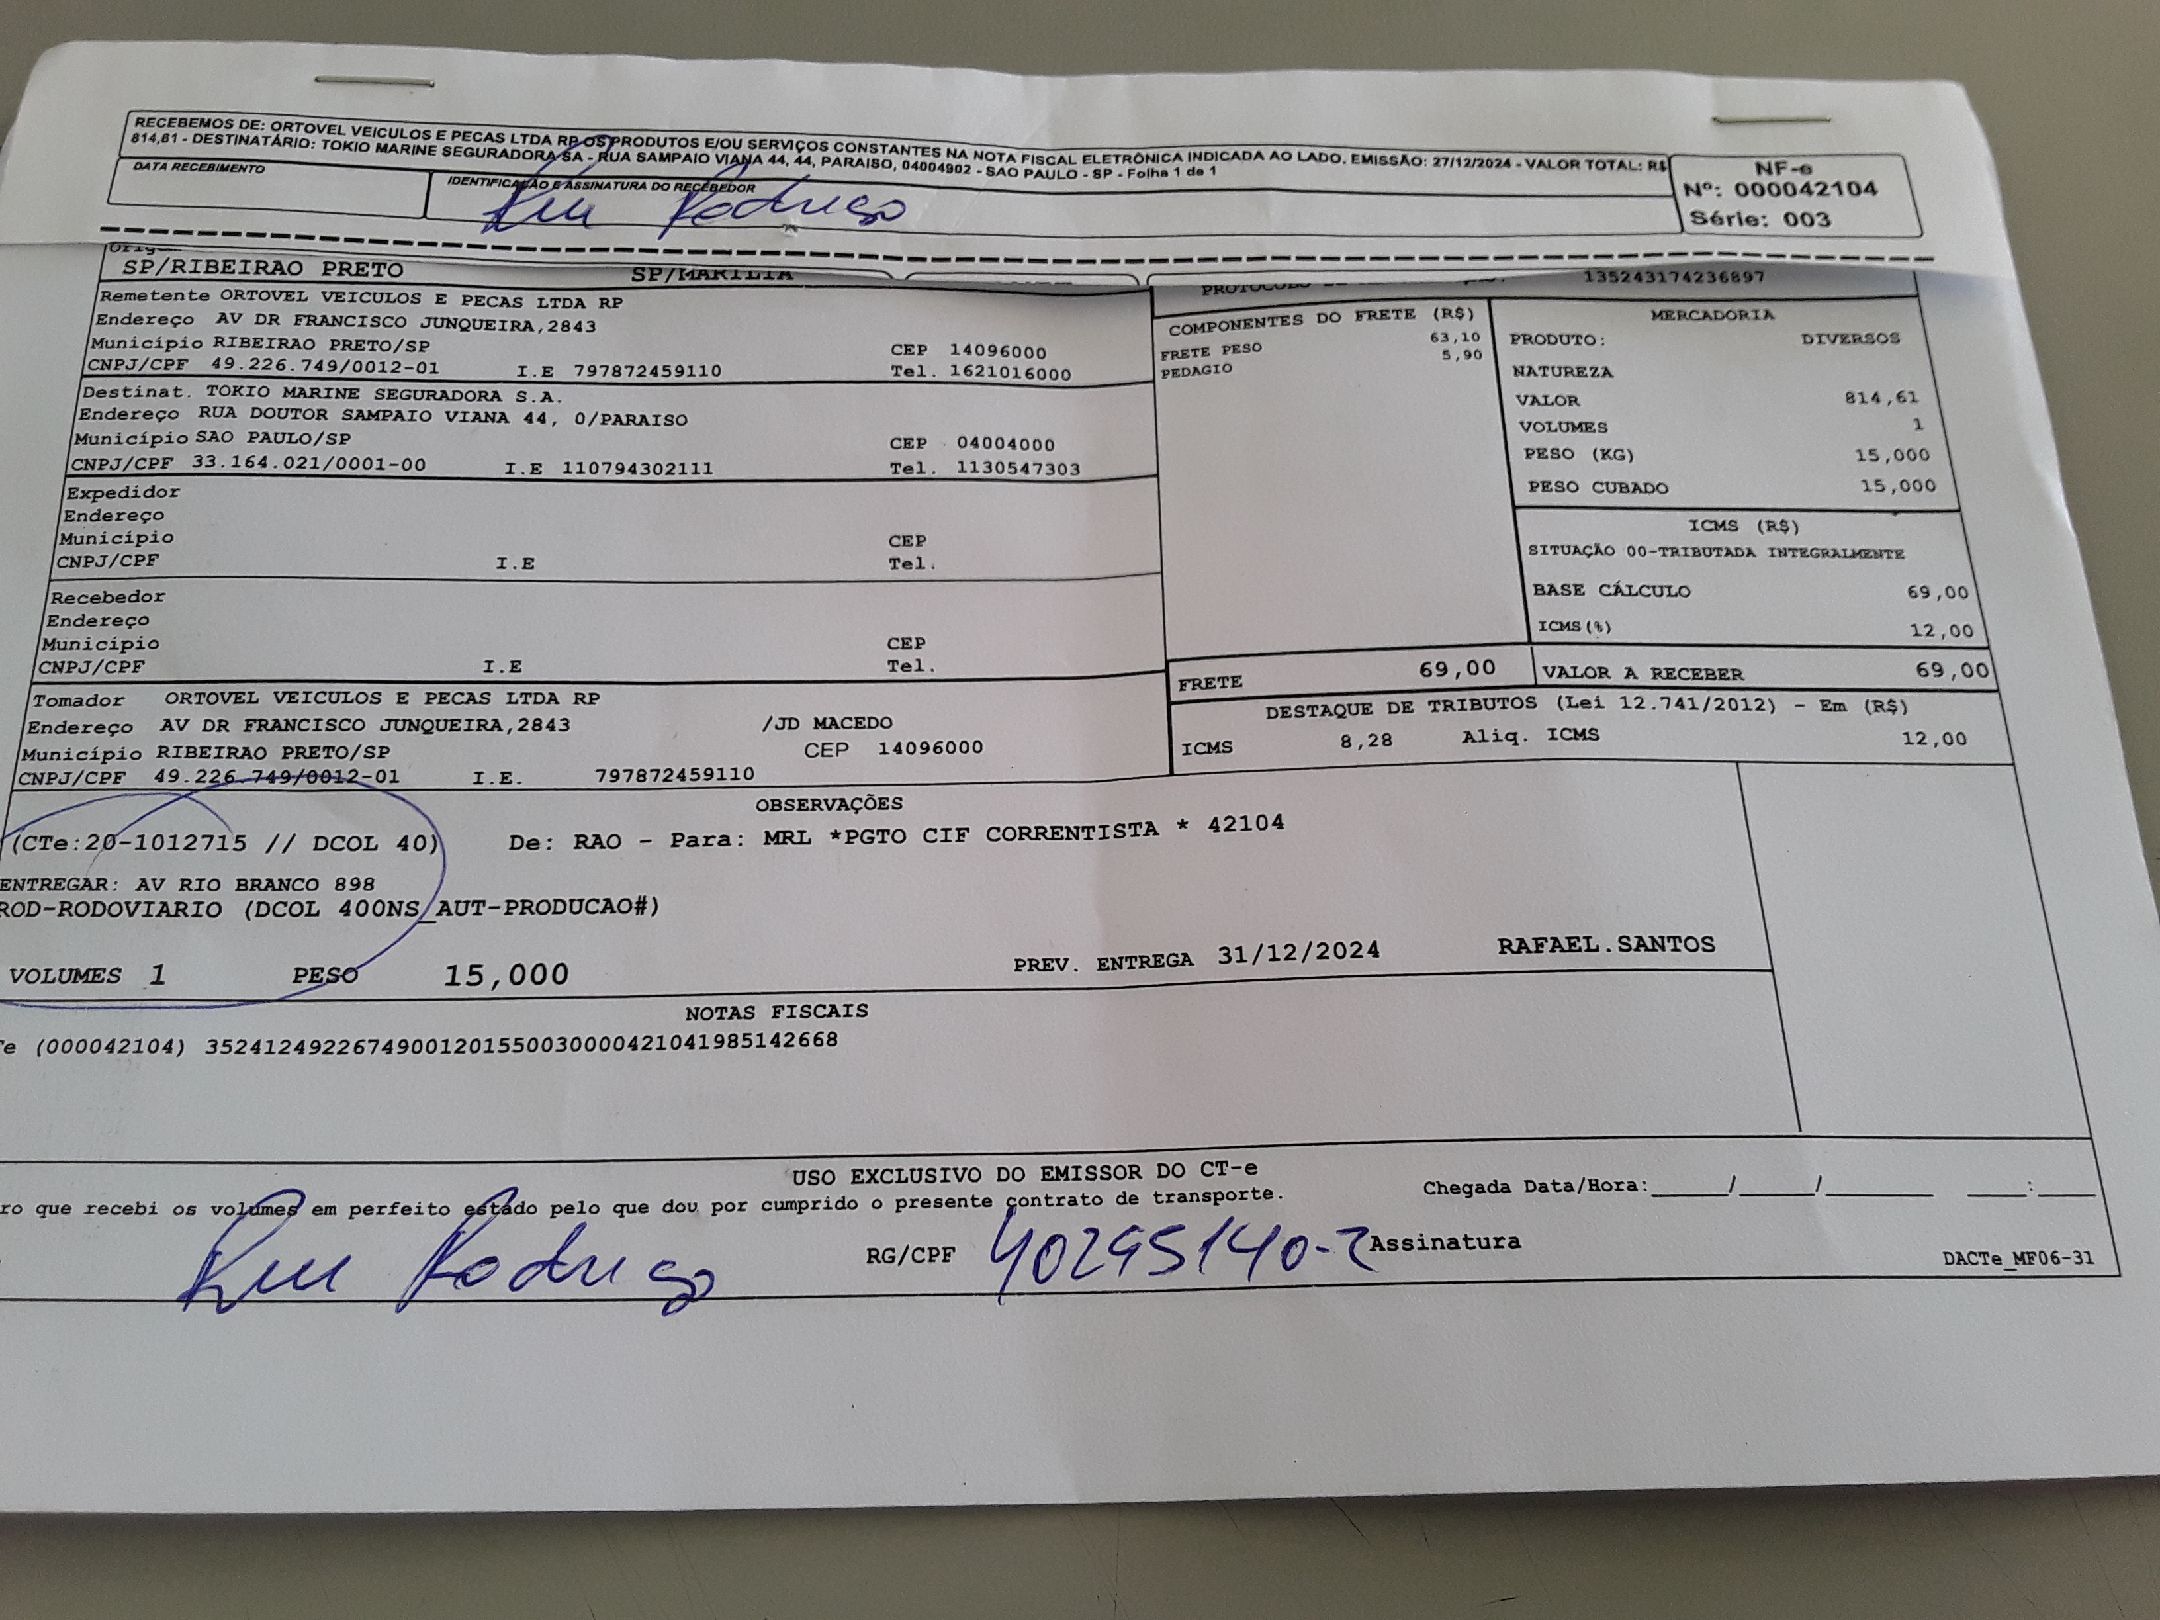 RECEBEMOS DE: ORTOVEL VEICULOS E PECAS LTDA RP OS PRODUTOS E/OU SERVIÇOS CONSTANTES NA NOTA FISCAL ELETRÔNICA INDICADA AO LADO. EMISSÃO: 27/12/2024 - VALOR TOTAL: R$
814,61 - DESTINATÁRIO: TOKIO MARINE SEGURADORA SA - RUA SAMPAIO VIANA 44, 44, PARAISO, 04004902 - SAO PAULO - SP - Folha 1 de 1
DATA RECEBIMENTO
IDENTIFICAÇÃO E ASSINATURA DO RECEBEDOR
Rodrigo
NF-e
Nº: 000042104
Série: 003
SP/RIBEIRAO PRETO SP/MARILIA
135243174236897
Remetente ORTOVEL VEICULOS E PECAS LTDA RP
Endereço AV DR FRANCISCO JUNQUEIRA,2843
Município RIBEIRAO PRETO/SP CEP 14096000
CNPJ/CPF 49.226.749/0012-01 I.E 797872459110 Tel. 1621016000
Destinat. TOKIO MARINE SEGURADORA S.A.
Endereço RUA DOUTOR SAMPAIO VIANA 44, 0/PARAISO
Município SAO PAULO/SP CEP 04004000
CNPJ/CPF 33.164.021/0001-00 I.E 110794302111 Tel. 1130547303
Expedidor
Endereço
Município CEP
CNPJ/CPF I.E Tel.
Recebedor
Endereço
Município CEP
CNPJ/CPF I.E Tel.
Tomador ORTOVEL VEICULOS E PECAS LTDA RP
Endereço AV DR FRANCISCO JUNQUEIRA,2843 /JD MACEDO
Município RIBEIRAO PRETO/SP CEP 14096000
CNPJ/CPF 49.226.749/0012-01 I.E. 797872459110
COMPONENTES DO FRETE (R$)
FRETE PESO 63,10
PEDAGIO 5,90
MERCADORIA
PRODUTO: DIVERSOS
NATUREZA
VALOR 814,61
VOLUMES 1
PESO (KG) 15,000
PESO CUBADO 15,000
ICMS (R$)
SITUAÇÃO 00-TRIBUTADA INTEGRALMENTE
BASE CÁLCULO 69,00
ICMS(%) 12,00
FRETE 69,00 VALOR A RECEBER 69,00
DESTAQUE DE TRIBUTOS (Lei 12.741/2012) - Em (R$)
ICMS 8,28 Aliq. ICMS 12,00
OBSERVAÇÕES
(CTe:20-1012715 // DCOL 40) De: RAO - Para: MRL *PGTO CIF CORRENTISTA * 42104
ENTREGAR: AV RIO BRANCO 898
ROD-RODOVIARIO (DCOL 400NS_AUT-PRODUCAO#)
VOLUMES 1 PESO 15,000 PREV. ENTREGA 31/12/2024 RAFAEL.SANTOS
NOTAS FISCAIS
(000042104) 35241249226749001201550030000421041985142668
USO EXCLUSIVO DO EMISSOR DO CT-e
ro que recebi os volumes em perfeito estado pelo que dou por cumprido o presente contrato de transporte.
Chegada Data/Hora:______/______/________ ____:____
Rodrigo
RG/CPF 40295140-2 Assinatura
DACTe_MF06-31